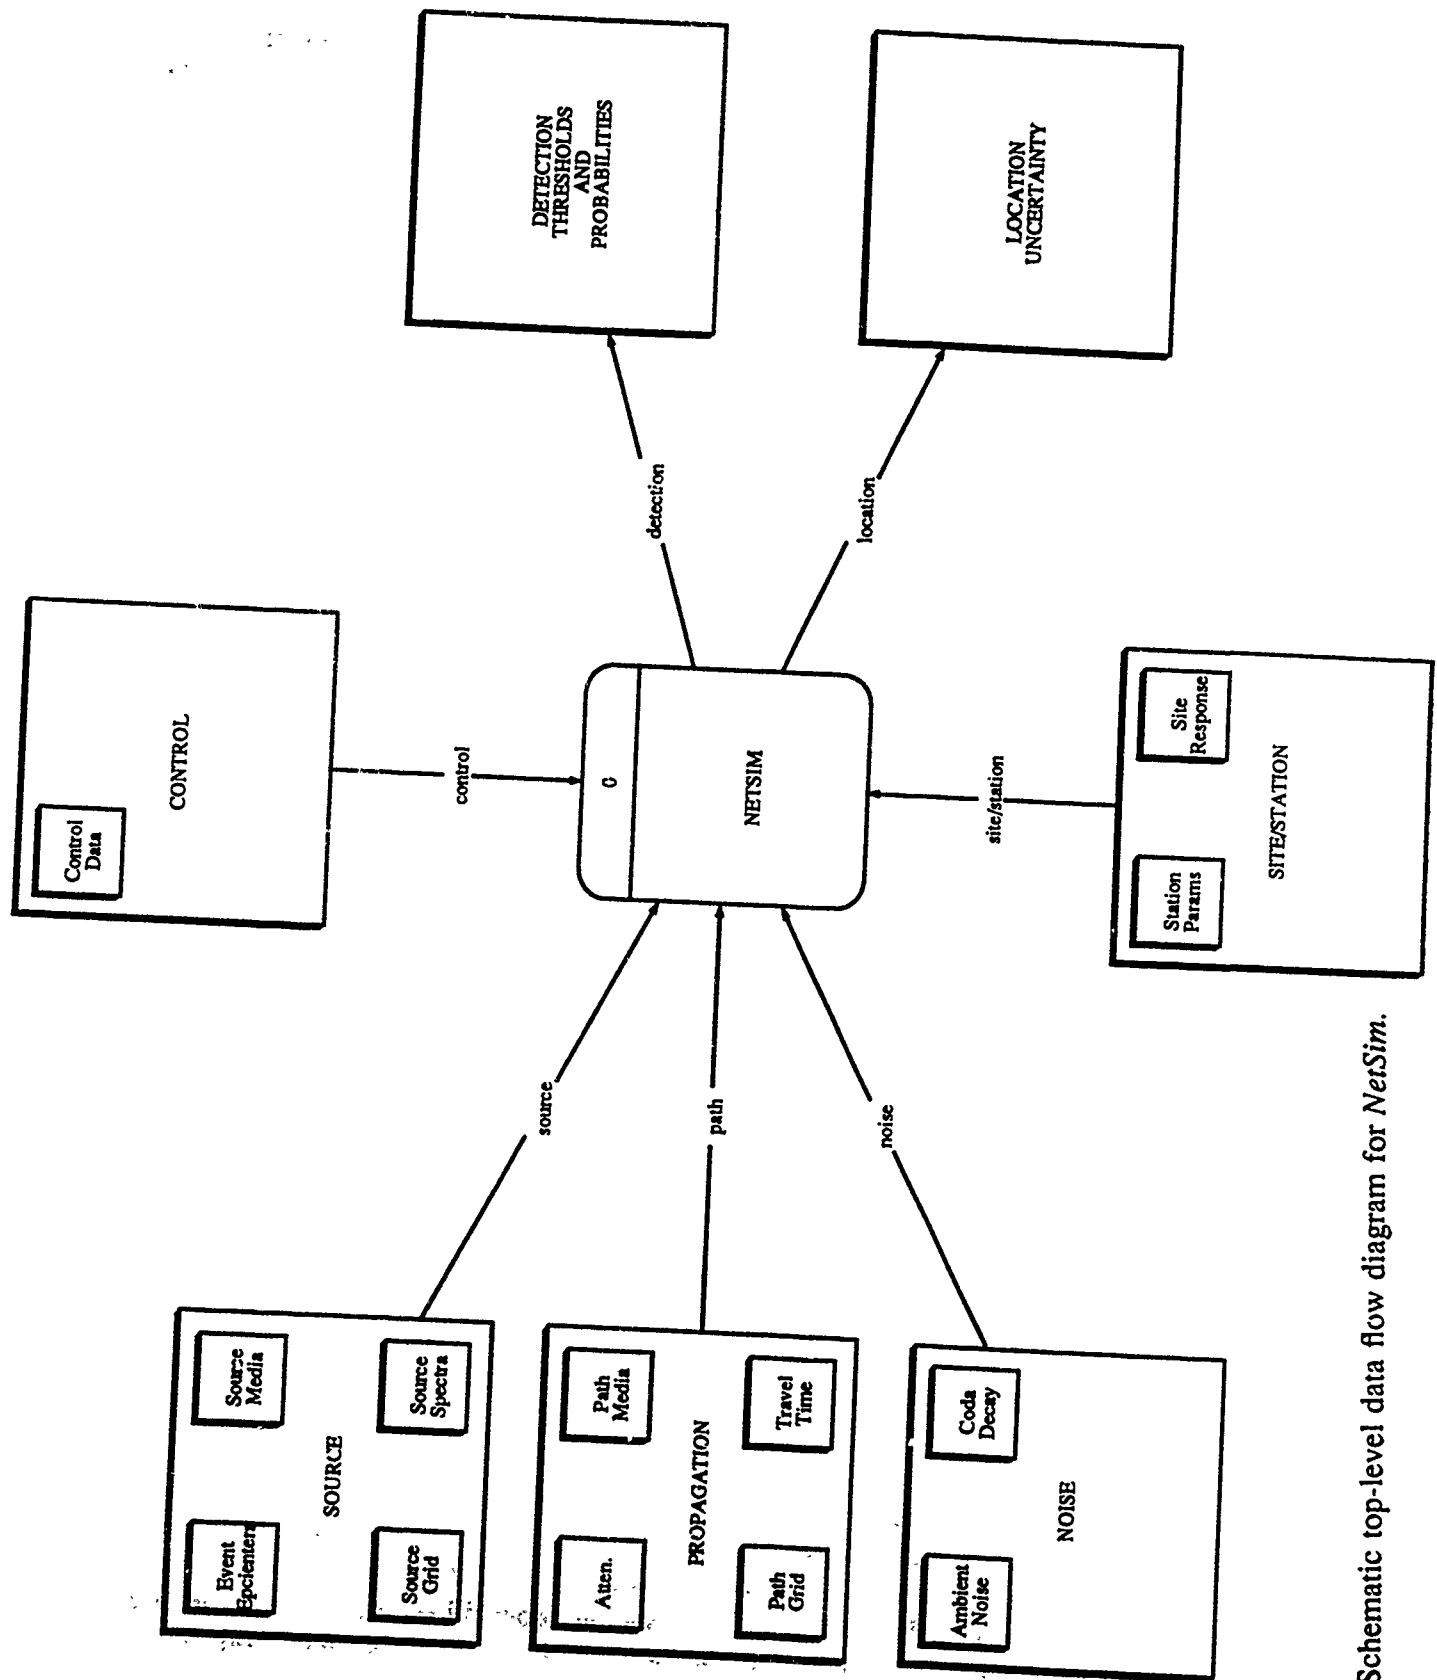 CONTROL
Control
Data
control
SOURCE
Event
Epcienters
Source
Media
Source
Grid
Source
Spectra
source
PROPAGATION
Atten.
Path
Media
Path
Grid
Travel
Time
path
NOISE
Ambient
Noise
Coda
Decay
noise
0
NETSIM
SITE/STATION
Station
Params
Site
Response
site/station
detection
DETECTION
THRESHOLDS
AND
PROBABILITIES
location
LOCATION
UNCERTAINTY
Schematic top-level data flow diagram for NetSim.